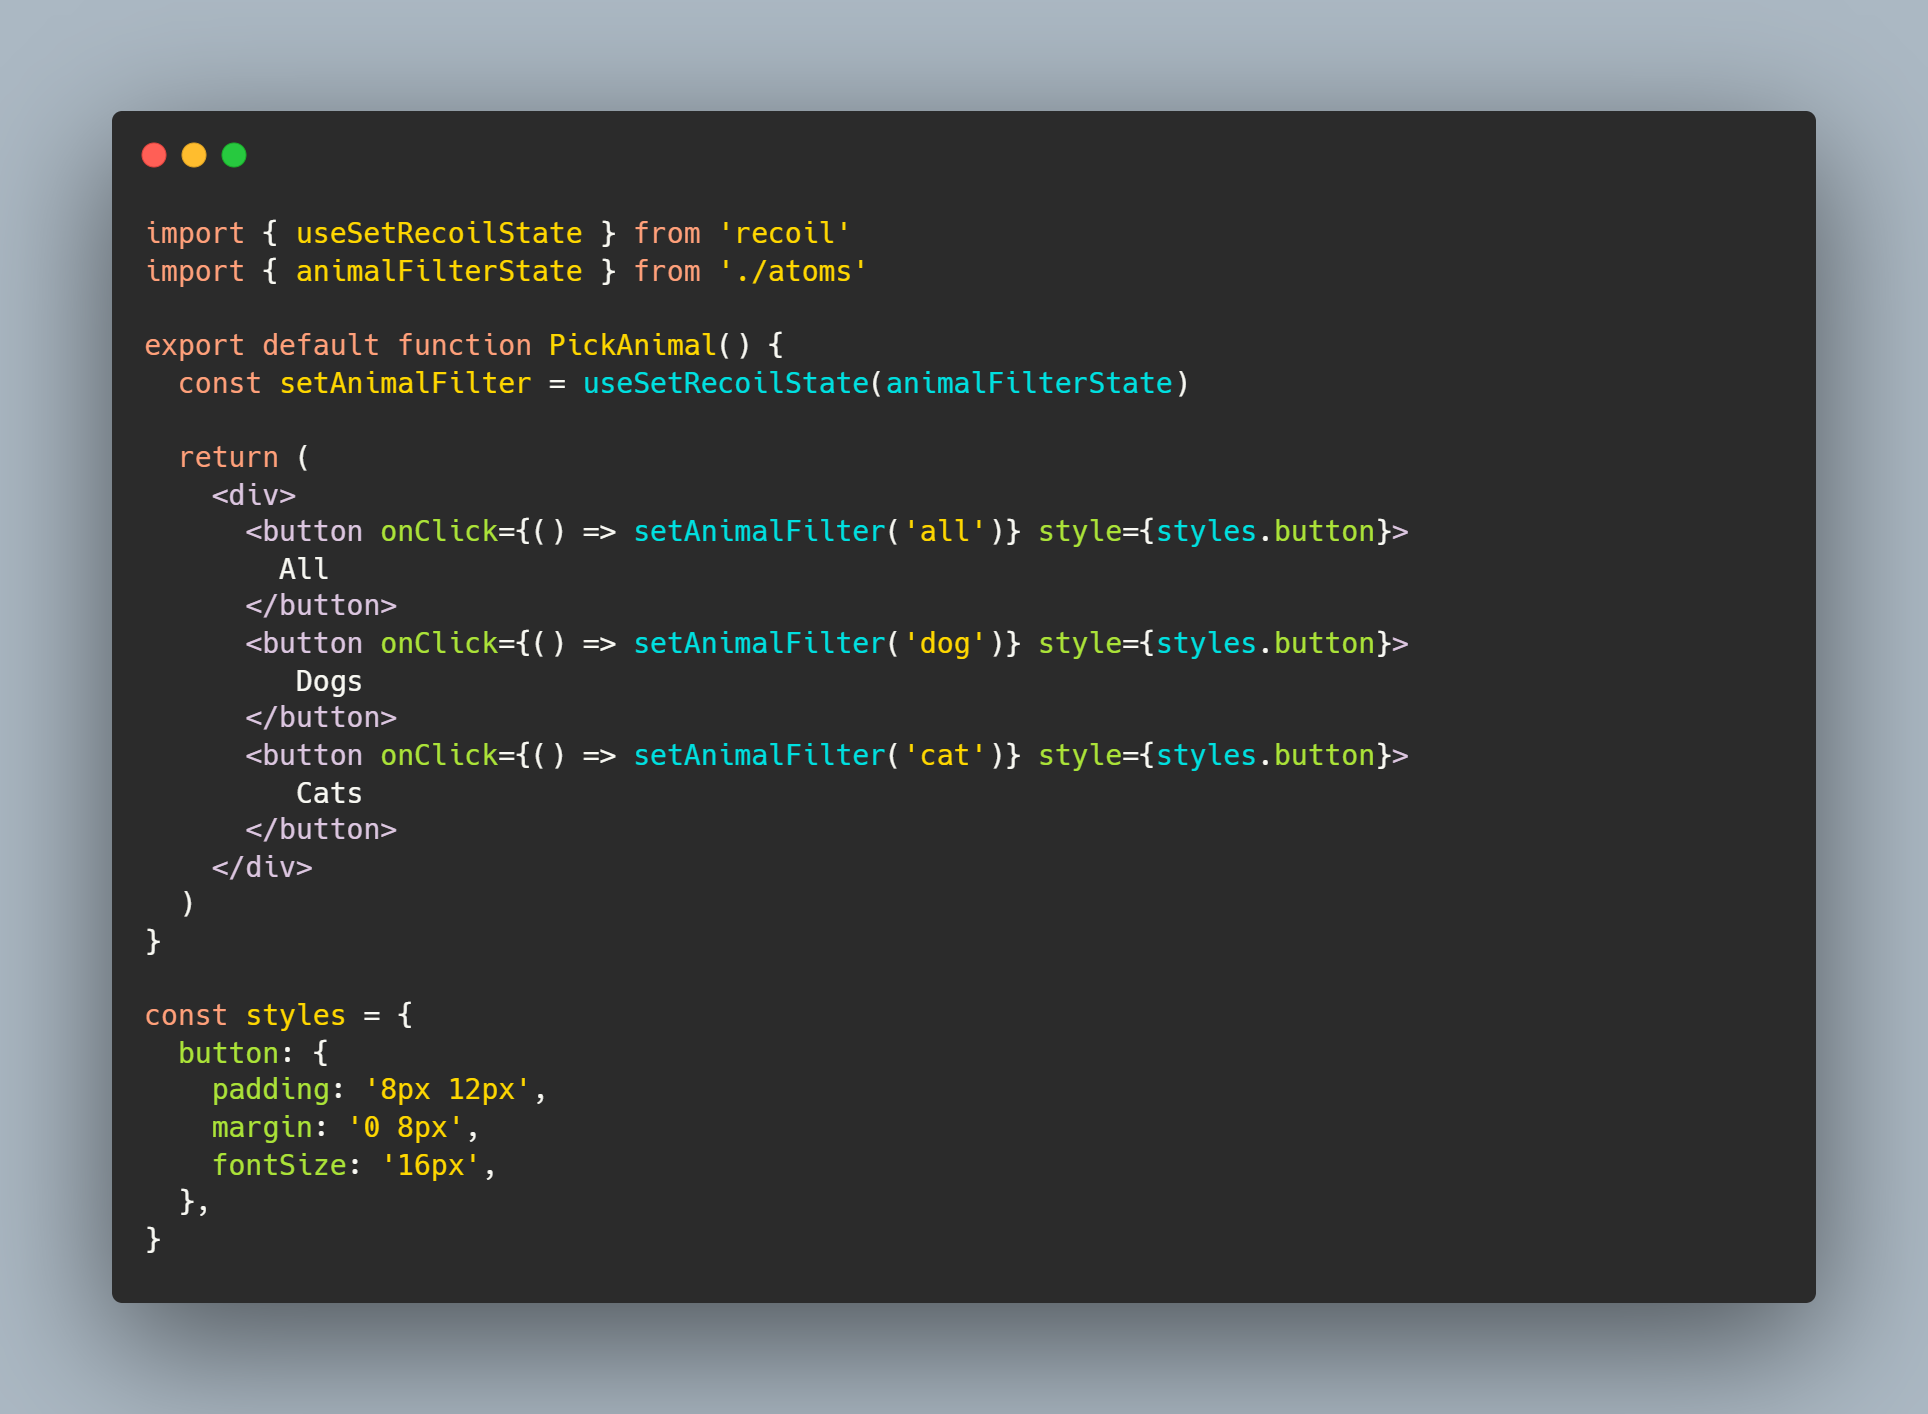 import { useSetRecoilState } from 'recoil'
import { animalFilterState } from './atoms'

export default function PickAnimal() {
  const setAnimalFilter = useSetRecoilState(animalFilterState)

  return (
    <div>
      <button onClick={() => setAnimalFilter('all')} style={styles.button}>
        All
      </button>
      <button onClick={() => setAnimalFilter('dog')} style={styles.button}>
         Dogs
      </button>
      <button onClick={() => setAnimalFilter('cat')} style={styles.button}>
         Cats
      </button>
    </div>
  )
}

const styles = {
  button: {
    padding: '8px 12px',
    margin: '0 8px',
    fontSize: '16px',
  },
}